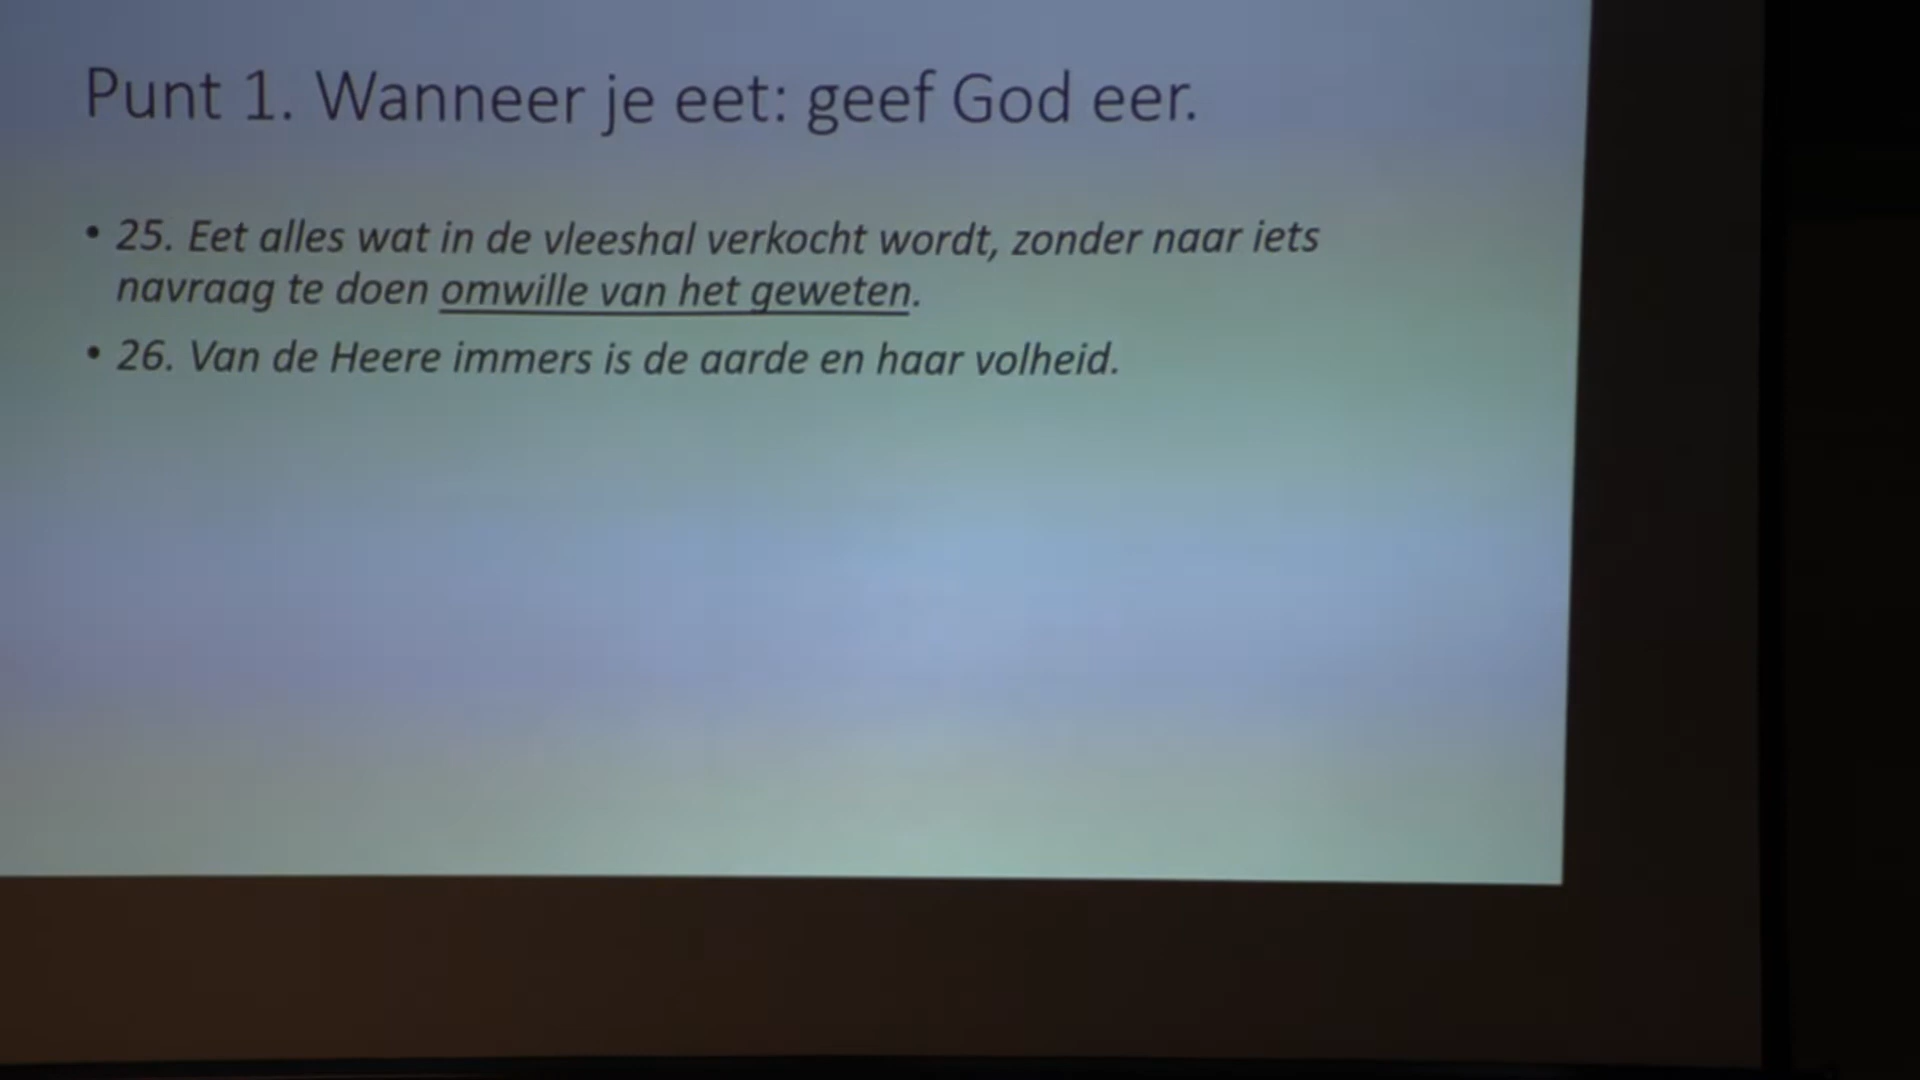 Punt 1. Wanneer je eet: geef God eer.
• 25. Eet alles wat in de vleeshal verkocht wordt, zonder naar iets
navraag te doen omwille van het geweten.
• 26. Van de Heere immers is de aarde en haar volheid.